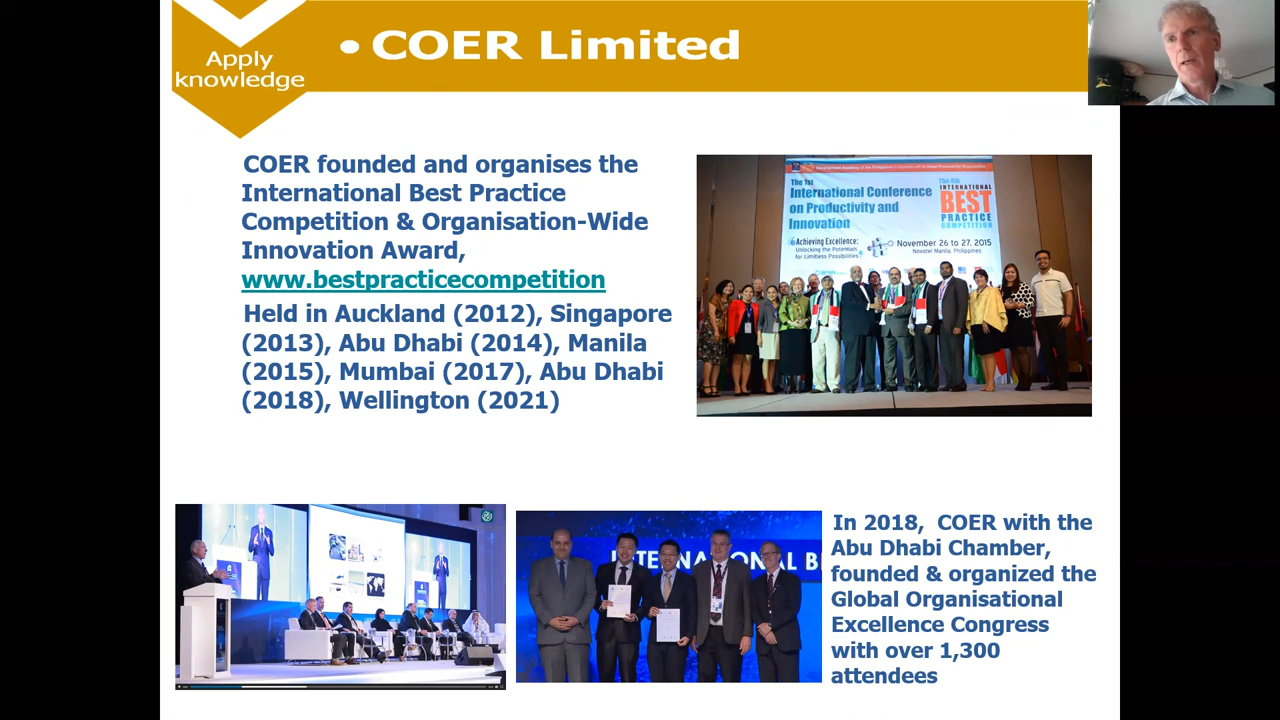 Apply
knowledge
• COER Limited
COER founded and organises the
International Best Practice
Competition & Organisation-Wide
Innovation Award,
www.bestpracticecompetition
Held in Auckland (2012), Singapore
(2013), Abu Dhabi (2014), Manila
(2015), Mumbai (2017), Abu Dhabi
(2018), Wellington (2021)
The 1st
International Conference
on Productivity and
Innovation
The 4th
INTERNATIONAL
BEST
PRACTICE
COMPETITION
Achieving Excellence:
Unlocking the Potentials
for Limitless Possibilities
November 26 to 27, 2015
Novotel Manila, Philippines
INTERNATIONAL B
In 2018, COER with the
Abu Dhabi Chamber,
founded & organized the
Global Organisational
Excellence Congress
with over 1,300
attendees